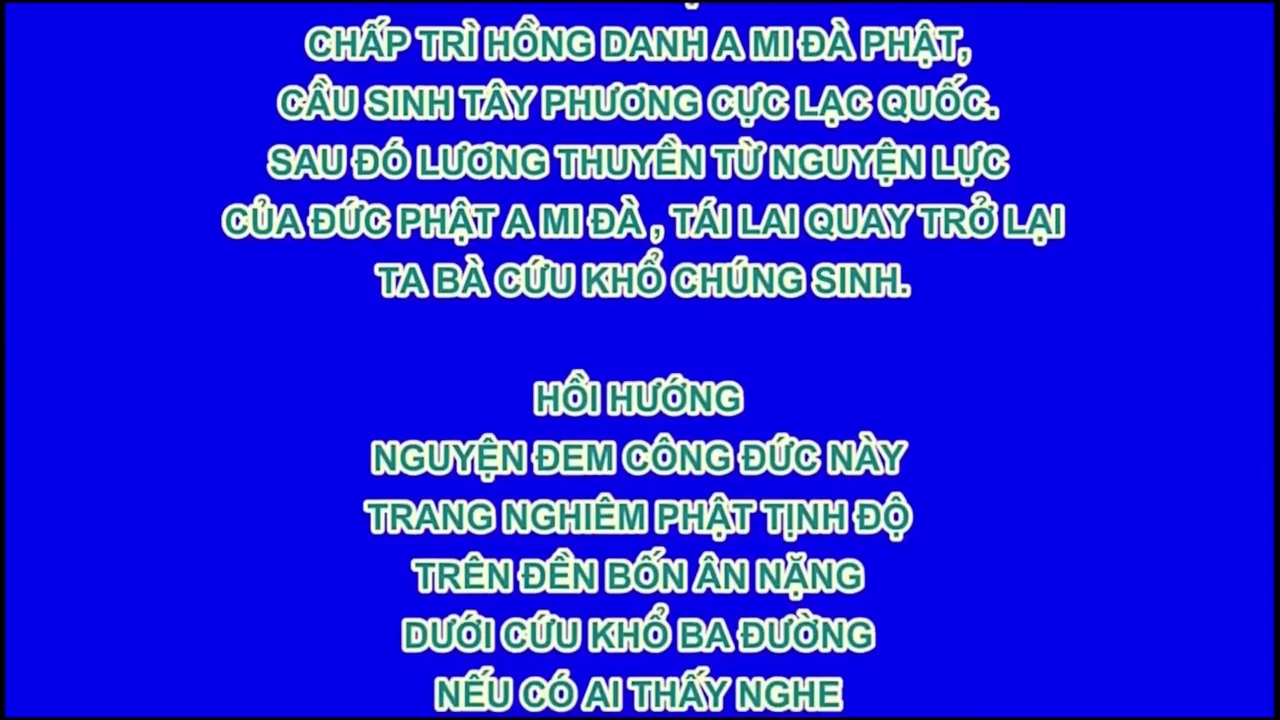 CHẤP TRÌ HỒNG DANH A MI ĐÀ PHẬT,
CẦU SINH TÂY PHƯƠNG CỰC LẠC QUỐC.
SAU ĐÓ LƯƠNG THUYỀN TỪ NGUYỆN LỰC
CỦA ĐỨC PHẬT A MI ĐÀ , TÁI LAI QUAY TRỞ LẠI
TA BÀ CỨU KHỔ CHÚNG SINH.
HỒI HƯỚNG
NGUYỆN ĐEM CÔNG ĐỨC NÀY
TRANG NGHIÊM PHẬT TỊNH ĐỘ
TRÊN ĐỀN BỐN ÂN NẶNG
DƯỚI CỨU KHỔ BA ĐƯỜNG
NẾU CÓ AI THẤY NGHE